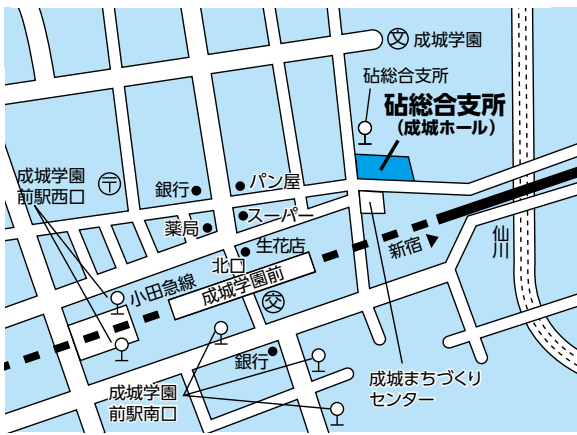 文 成城学園
砧総合支所
砧総合支所
(成城ホール)
成城学園
前駅西口
〒
銀行
パン屋
スーパー
薬局
生花店
北口
新宿
仙川
小田急線
成城学園前
交
銀行
成城まちづくり
センター
成城学園
前駅南口